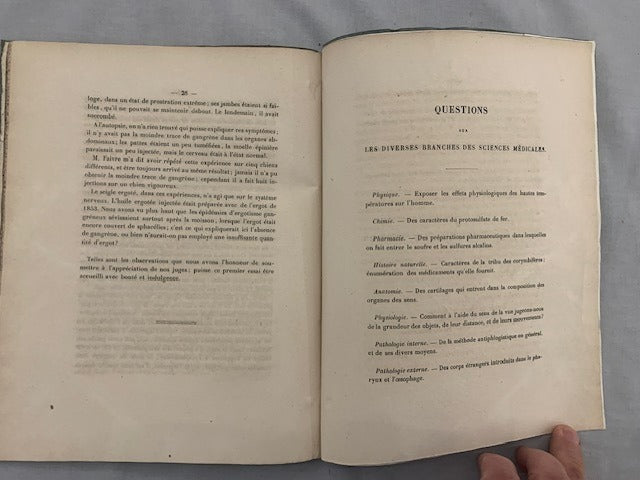 — 28 —
loge, dans un état de prostration extrême; ses jambes étaient si fai-
bles, qu'il ne pouvait se maintenir debout. Le lendemain, il avait
succombé.
A l'autopsie, on n'a rien trouvé qui puisse expliquer ces symptômes;
il n'y avait pas la moindre trace de gangrène dans les organes ab-
dominaux; les pattes étaient un peu tuméfiées, la moelle épinière
paraissait un peu injectée, mais le cerveau était à l'état normal.
M. Faivre m'a dit avoir répété cette expérience sur cinq chiens
différents, et être toujours arrivé au même résultat; jamais il n'a pu
obtenir la moindre trace de gangrène; cependant il a fait huit in-
jections sur un chien vigoureux.
Le seigle ergoté, dans ces expériences, n'a agi que sur le système
nerveux. L'huile ergotée injectée était préparée avec de l'ergot de
1853. Nous avons vu plus haut que les épidémies d'ergotisme gan-
gréneux sévissaient surtout après la moisson, lorsque l'ergot était
encore couvert de sphacélies; c'est ce qui expliquerait ici l'absence
de gangrène, ou bien n'aurait-on pas employé une insuffisante quan-
tité d'ergot?
Telles sont les observations que nous avons l'honneur de sou-
mettre à l'appréciation de nos juges; puisse ce premier essai être
accueilli avec bonté et indulgence.
QUESTIONS
SUR
LES DIVERSES BRANCHES DES SCIENCES MÉDICALES.
Physique. — Exposer les effets physiologiques des hautes tem-
pératures sur l'homme.
Chimie. — Des caractères du protosulfate de fer.
Pharmacie. — Des préparations pharmaceutiques dans lesquelles
on fait entrer le soufre et les sulfures alcalins.
Histoire naturelle. — Caractères de la tribu des corymbifères;
énumération des médicaments qu'elle fournit.
Anatomie. — Des cartilages qui entrent dans la composition des
organes des sens.
Physiologie. — Comment à l'aide du sens de la vue jugeons-nous
de la grandeur des objets, de leur distance, et de leurs mouvements?
Pathologie interne. — De la méthode antiphlogistique en général,
et de ses divers moyens.
Pathologie externe. — Des corps étrangers introduits dans le pha-
rynx et l'œsophage.